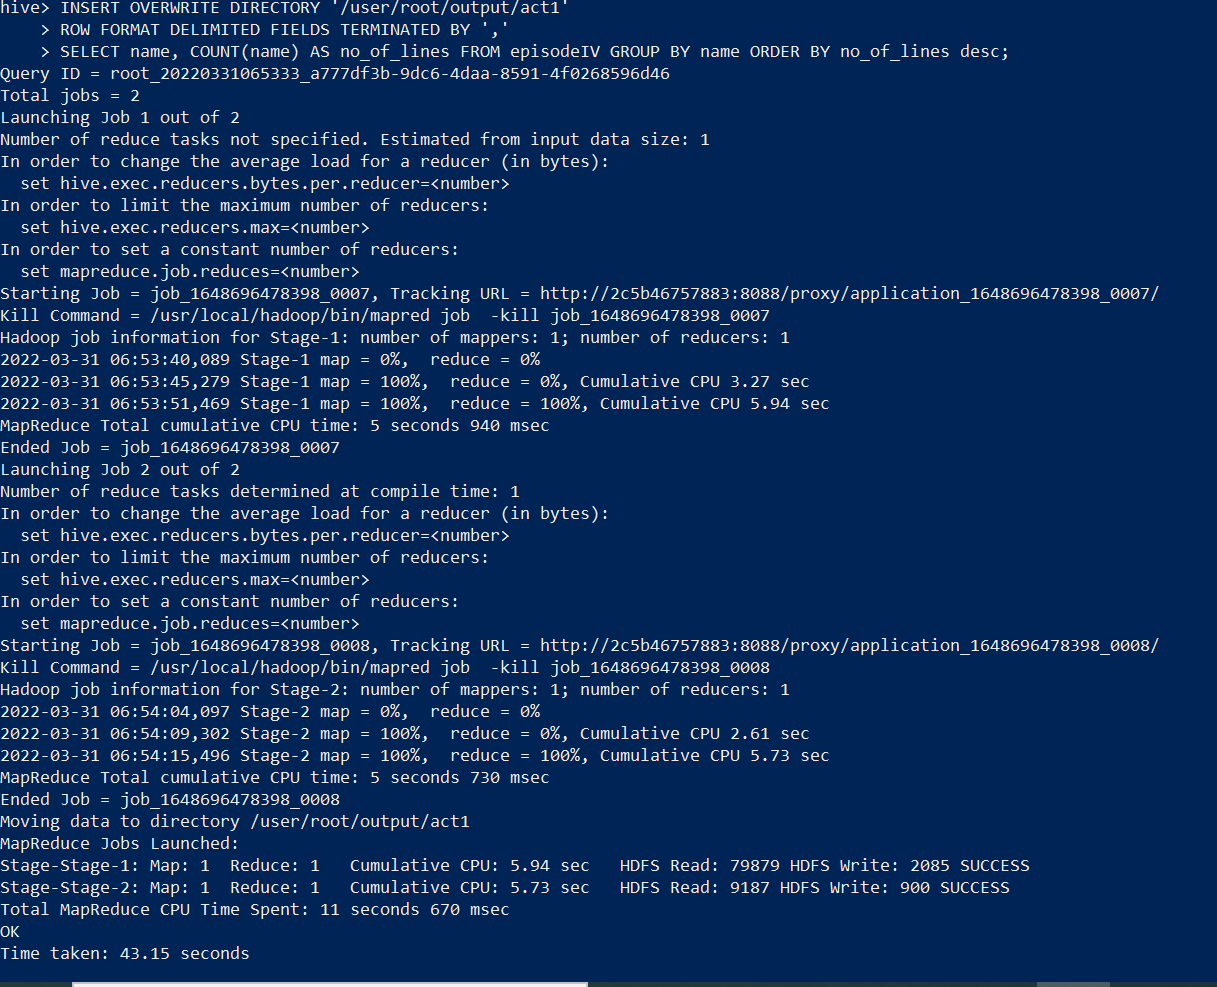 hive> INSERT OVERWRITE DIRECTORY '/user/root/output/act1'
    > ROW FORMAT DELIMITED FIELDS TERMINATED BY ','
    > SELECT name, COUNT(name) AS no_of_lines FROM episodeIV GROUP BY name ORDER BY no_of_lines desc;
Query ID = root_20220331065333_a777df3b-9dc6-4daa-8591-4f0268596d46
Total jobs = 2
Launching Job 1 out of 2
Number of reduce tasks not specified. Estimated from input data size: 1
In order to change the average load for a reducer (in bytes):
  set hive.exec.reducers.bytes.per.reducer=<number>
In order to limit the maximum number of reducers:
  set hive.exec.reducers.max=<number>
In order to set a constant number of reducers:
  set mapreduce.job.reduces=<number>
Starting Job = job_1648696478398_0007, Tracking URL = http://2c5b46757883:8088/proxy/application_1648696478398_0007/
Kill Command = /usr/local/hadoop/bin/mapred job  -kill job_1648696478398_0007
Hadoop job information for Stage-1: number of mappers: 1; number of reducers: 1
2022-03-31 06:53:40,089 Stage-1 map = 0%,  reduce = 0%
2022-03-31 06:53:45,279 Stage-1 map = 100%,  reduce = 0%, Cumulative CPU 3.27 sec
2022-03-31 06:53:51,469 Stage-1 map = 100%,  reduce = 100%, Cumulative CPU 5.94 sec
MapReduce Total cumulative CPU time: 5 seconds 940 msec
Ended Job = job_1648696478398_0007
Launching Job 2 out of 2
Number of reduce tasks determined at compile time: 1
In order to change the average load for a reducer (in bytes):
  set hive.exec.reducers.bytes.per.reducer=<number>
In order to limit the maximum number of reducers:
  set hive.exec.reducers.max=<number>
In order to set a constant number of reducers:
  set mapreduce.job.reduces=<number>
Starting Job = job_1648696478398_0008, Tracking URL = http://2c5b46757883:8088/proxy/application_1648696478398_0008/
Kill Command = /usr/local/hadoop/bin/mapred job  -kill job_1648696478398_0008
Hadoop job information for Stage-2: number of mappers: 1; number of reducers: 1
2022-03-31 06:54:04,097 Stage-2 map = 0%,  reduce = 0%
2022-03-31 06:54:09,302 Stage-2 map = 100%,  reduce = 0%, Cumulative CPU 2.61 sec
2022-03-31 06:54:15,496 Stage-2 map = 100%,  reduce = 100%, Cumulative CPU 5.73 sec
MapReduce Total cumulative CPU time: 5 seconds 730 msec
Ended Job = job_1648696478398_0008
Moving data to directory /user/root/output/act1
MapReduce Jobs Launched:
Stage-Stage-1: Map: 1  Reduce: 1   Cumulative CPU: 5.94 sec   HDFS Read: 79879 HDFS Write: 2085 SUCCESS
Stage-Stage-2: Map: 1  Reduce: 1   Cumulative CPU: 5.73 sec   HDFS Read: 9187 HDFS Write: 900 SUCCESS
Total MapReduce CPU Time Spent: 11 seconds 670 msec
OK
Time taken: 43.15 seconds